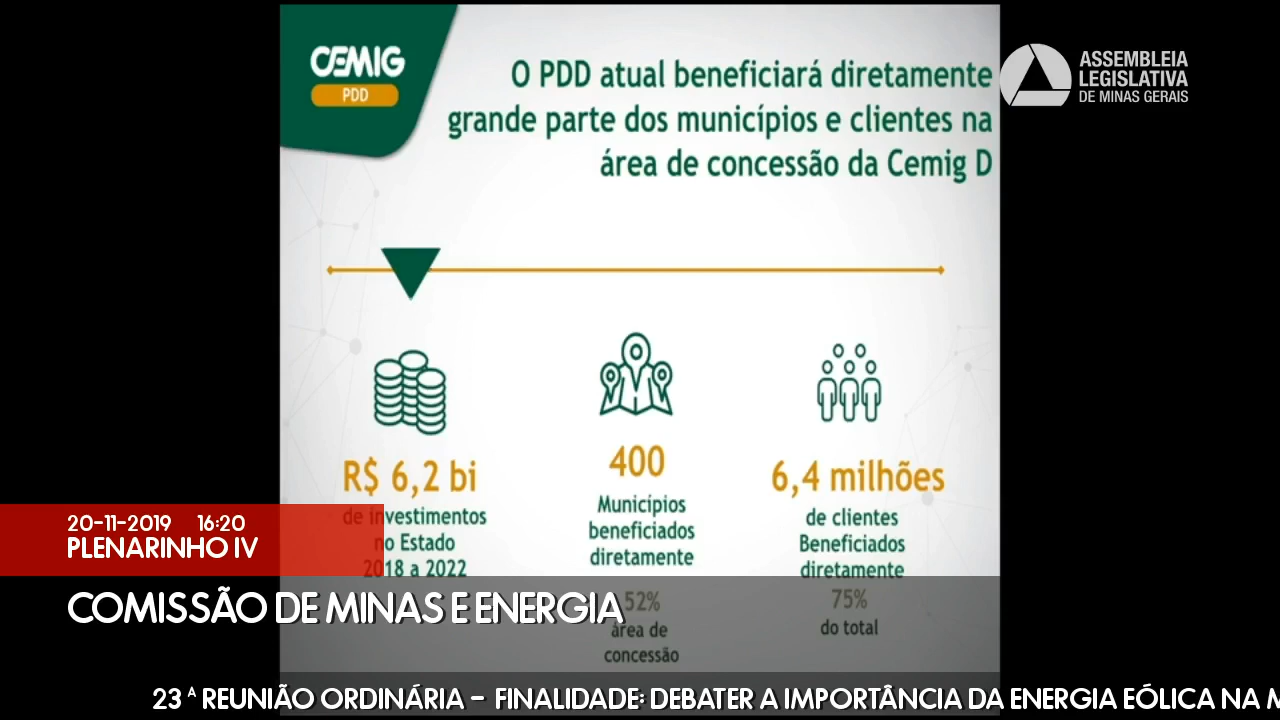 CEMIG
PDD
O PDD atual beneficiará diretamente
grande parte dos municípios e clientes na
área de concessão da Cemig D
ASSEMBLEIA
LEGISLATIVA
DE MINAS GERAIS
R$ 6,2 bi
de investimentos
no Estado
2018 a 2022
400
Municípios
beneficiados
diretamente
52%
área de
concessão
6,4 milhões
de clientes
Beneficiados
diretamente
75%
do total
20-11-2019 16:20
PLENARINHO IV
COMISSÃO DE MINAS E ENERGIA
23ª REUNIÃO ORDINÁRIA - FINALIDADE: DEBATER A IMPORTÂNCIA DA ENERGIA EÓLICA NA